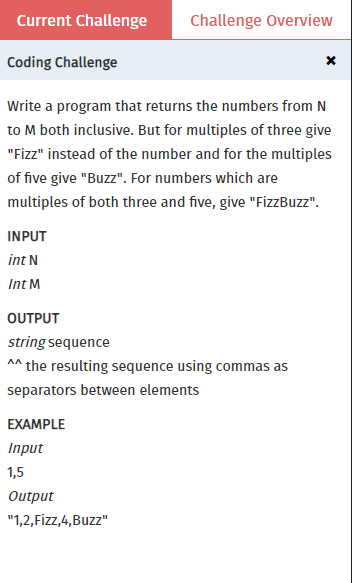 Current Challenge
Challenge Overview
Coding Challenge
×
Write a program that returns the numbers from N
to M both inclusive. But for multiples of three give
"Fizz" instead of the number and for the multiples
of five give "Buzz". For numbers which are
multiples of both three and five, give "FizzBuzz".
INPUT
int N
Int M
OUTPUT
string sequence
^^ the resulting sequence using commas as
separators between elements
EXAMPLE
Input
1,5
Output
"1,2,Fizz,4,Buzz"